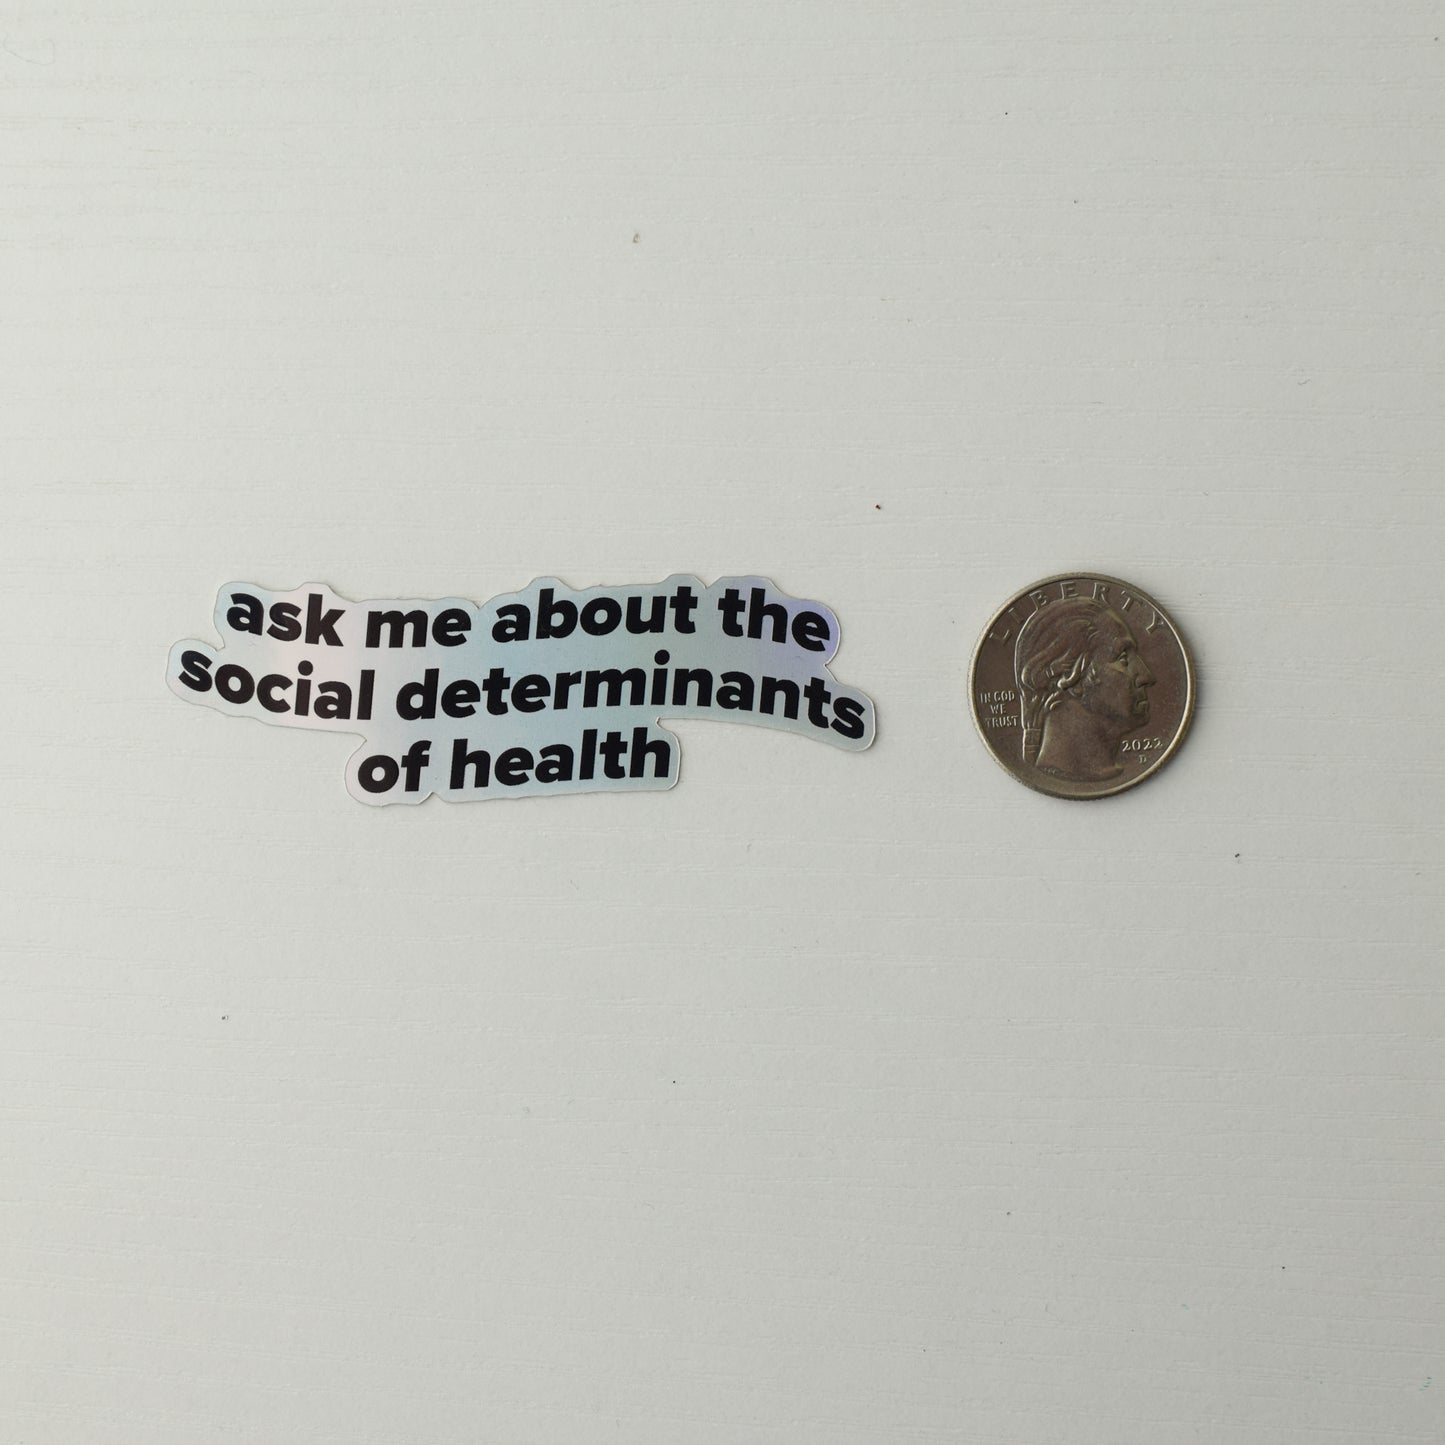 ask me about the
social determinants
of health
LIBERTY
IN GOD
WE
TRUST
2022
D